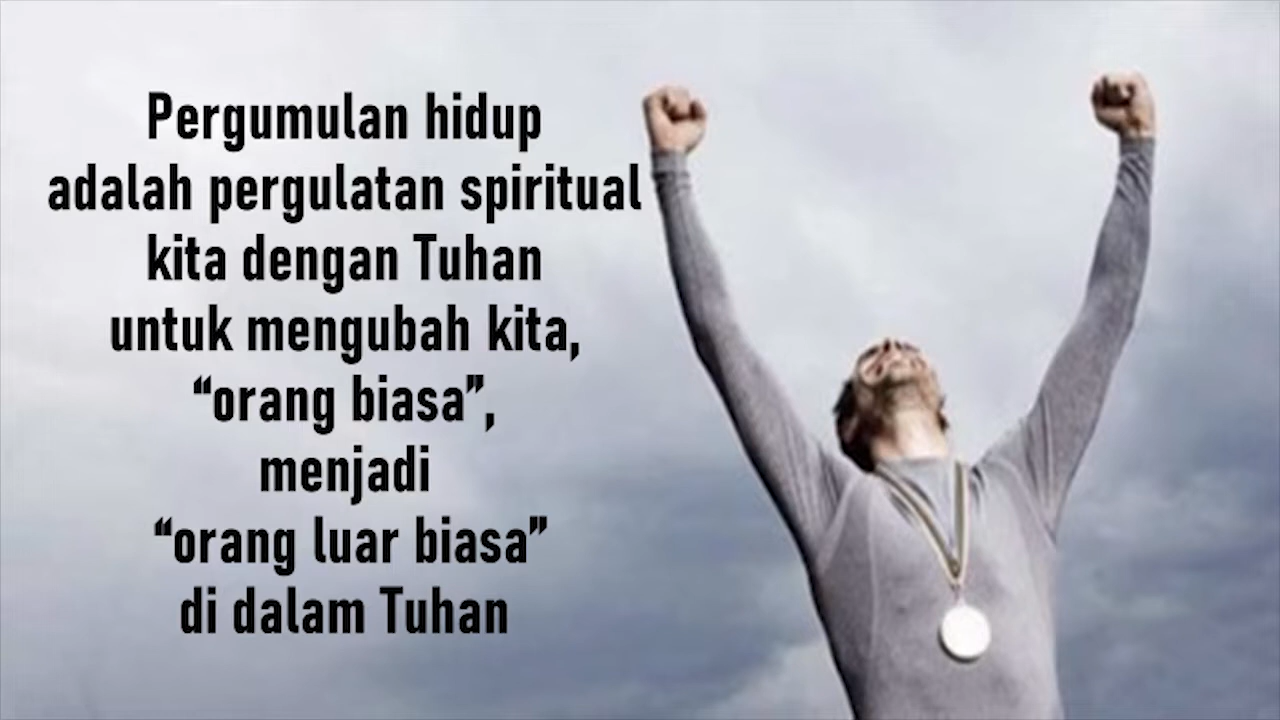 Pergumulan hidup
adalah pergulatan spiritual
kita dengan Tuhan
untuk mengubah kita,
“orang biasa”,
menjadi
“orang luar biasa”
di dalam Tuhan